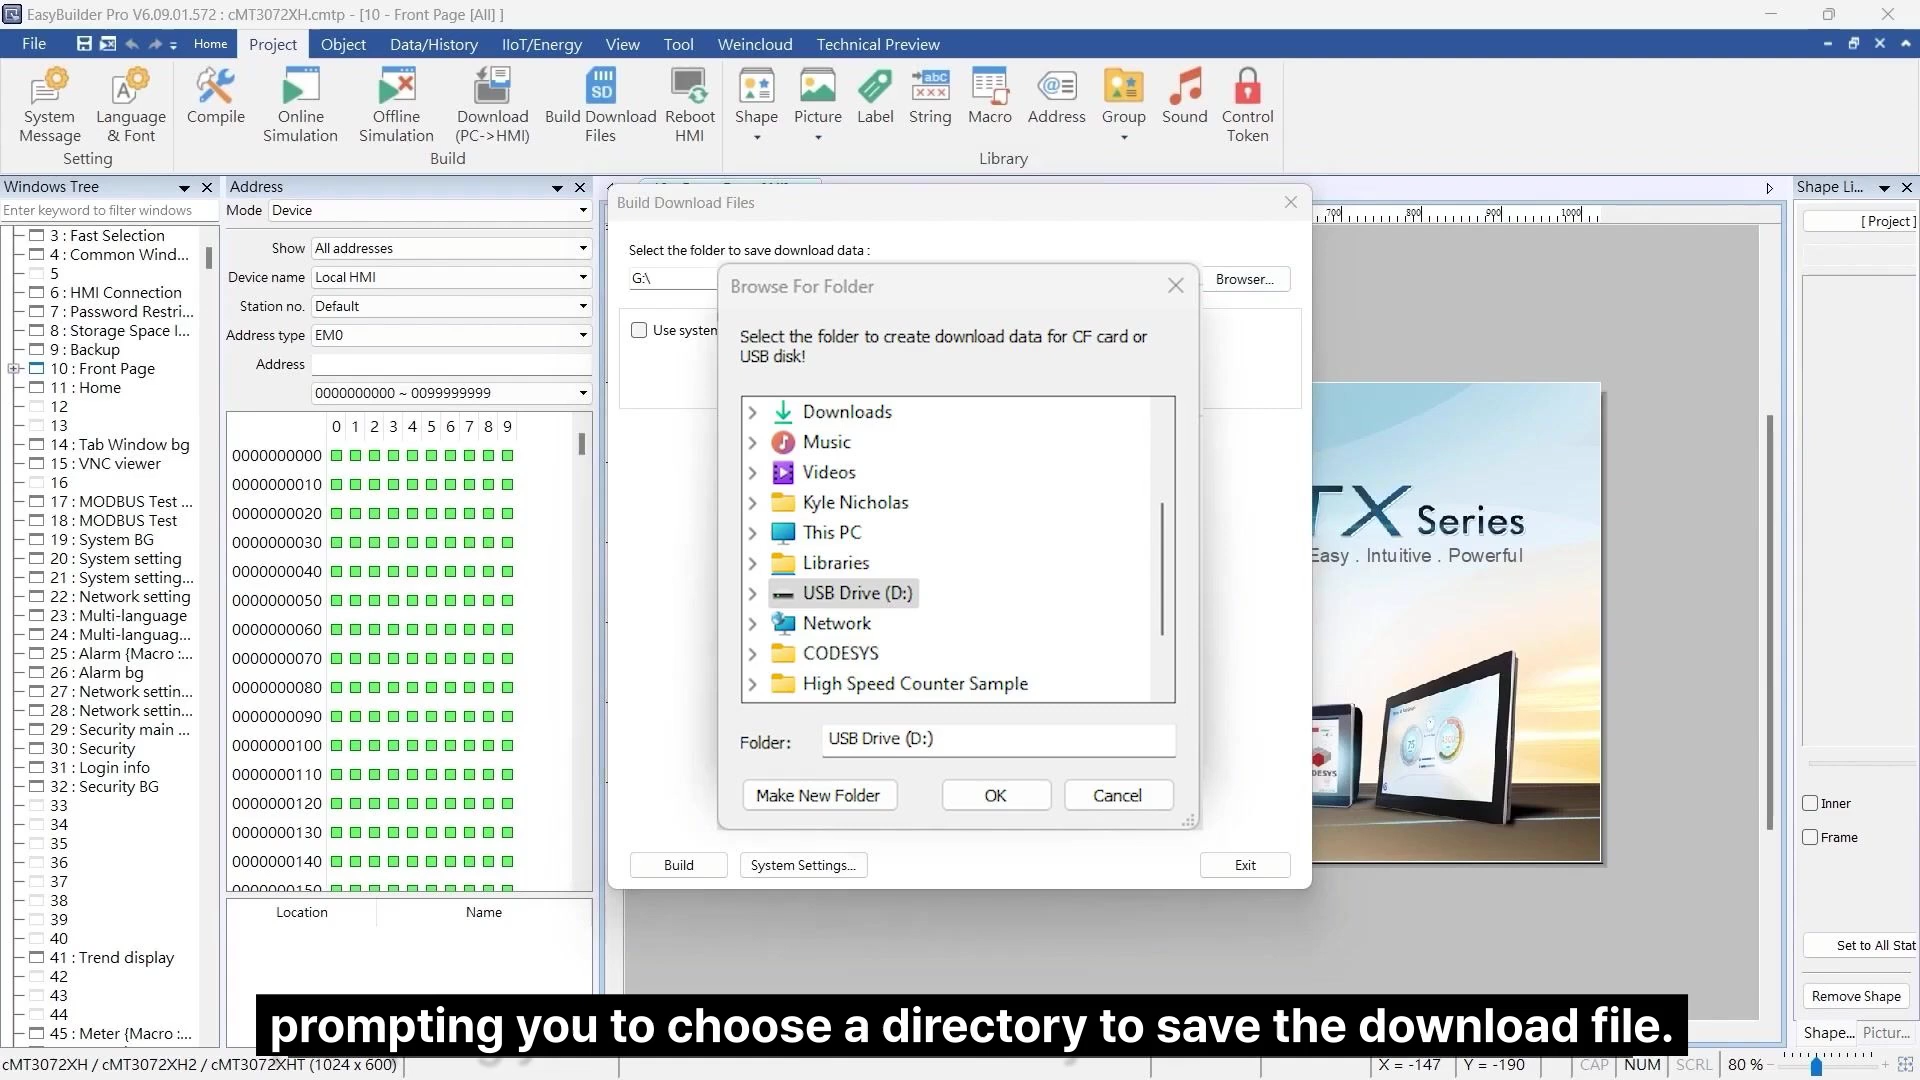 EasyBuilder Pro V6.09.01.572 : cMT3072XH.cmtp - [10 - Front Page [All] ]
File Home Project Object Data/History IIoT/Energy View Tool Weincloud Technical Preview
System Message
Language & Font
Compile
Online Simulation
Offline Simulation
Download (PC->HMI)
Build Download Files
Reboot HMI
Shape
Picture
Label
String
Macro
Address
Group
Sound
Control Token
Setting
Build
Library
Windows Tree
Enter keyword to filter windows
3 : Fast Selection
4 : Common Wind...
5
6 : HMI Connection
7 : Password Restri...
8 : Storage Space I...
9 : Backup
10 : Front Page
11 : Home
12
13
14 : Tab Window bg
15 : VNC viewer
16
17 : MODBUS Test ...
18 : MODBUS Test
19 : System BG
20 : System setting
21 : System setting...
22 : Network setting
23 : Multi-language
24 : Multi-languag...
25 : Alarm {Macro :...
26 : Alarm bg
27 : Network settin...
28 : Network settin...
29 : Security main ...
30 : Security
31 : Login info
32 : Security BG
33
34
35
36
37
38
39
40
41 : Trend display
42
43
44
45 : Meter {Macro :...
Address
Mode Device
Show All addresses
Device name Local HMI
Station no. Default
Address type EM0
Address
0000000000 ~ 0099999999
0 1 2 3 4 5 6 7 8 9
0000000000
0000000010
0000000020
0000000030
0000000040
0000000050
0000000060
0000000070
0000000080
0000000090
0000000100
0000000110
0000000120
0000000130
0000000140
0000000150
Location Name
Build Download Files
Select the folder to save download data :
G:\
Browser...
Use system
Build
System Settings...
Exit
Browse For Folder
Select the folder to create download data for CF card or
USB disk!
Downloads
Music
Videos
Kyle Nicholas
This PC
Libraries
USB Drive (D:)
Network
CODESYS
High Speed Counter Sample
Folder: USB Drive (D:)
Make New Folder
OK
Cancel
700 800 900 1000
TX Series
Easy . Intuitive . Powerful
Shape Li...
[ Project ]
Inner
Frame
Set to All Stat
Remove Shape
Shape... Pictur...
prompting you to choose a directory to save the download file.
cMT3072XH / cMT3072XH2 / cMT3072XHT (1024 x 600)
X = -147 Y = -190 CAP NUM SCRL 80 %